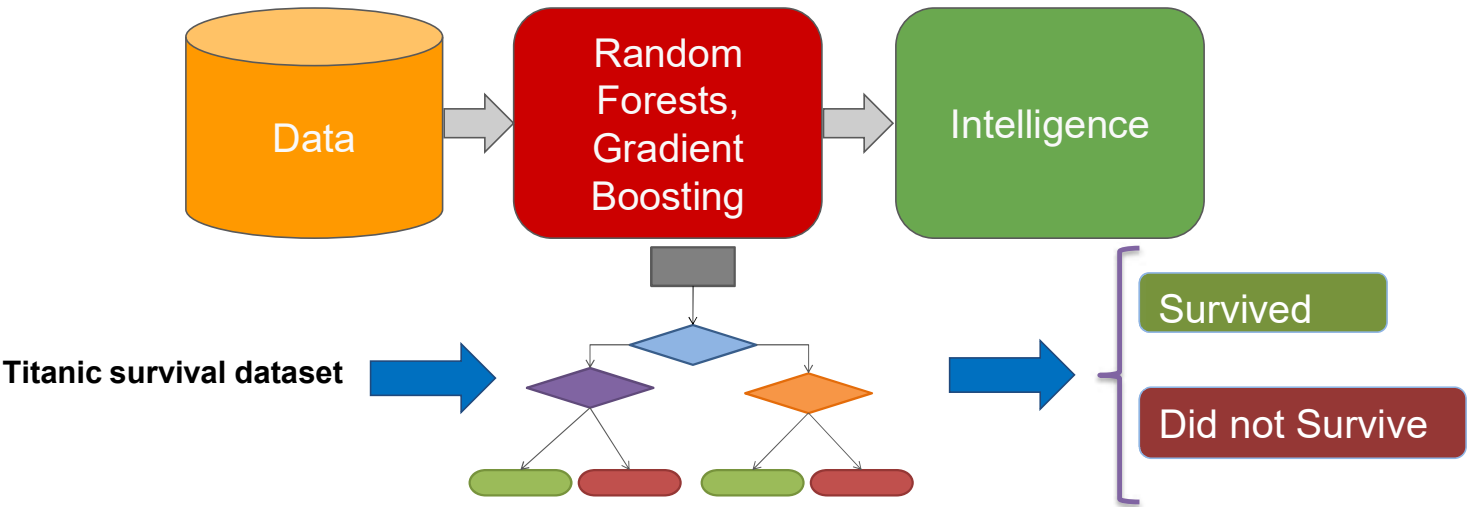 Data
Random
Forests,
Gradient
Boosting
Intelligence
Titanic survival dataset
Survived
Did not Survive